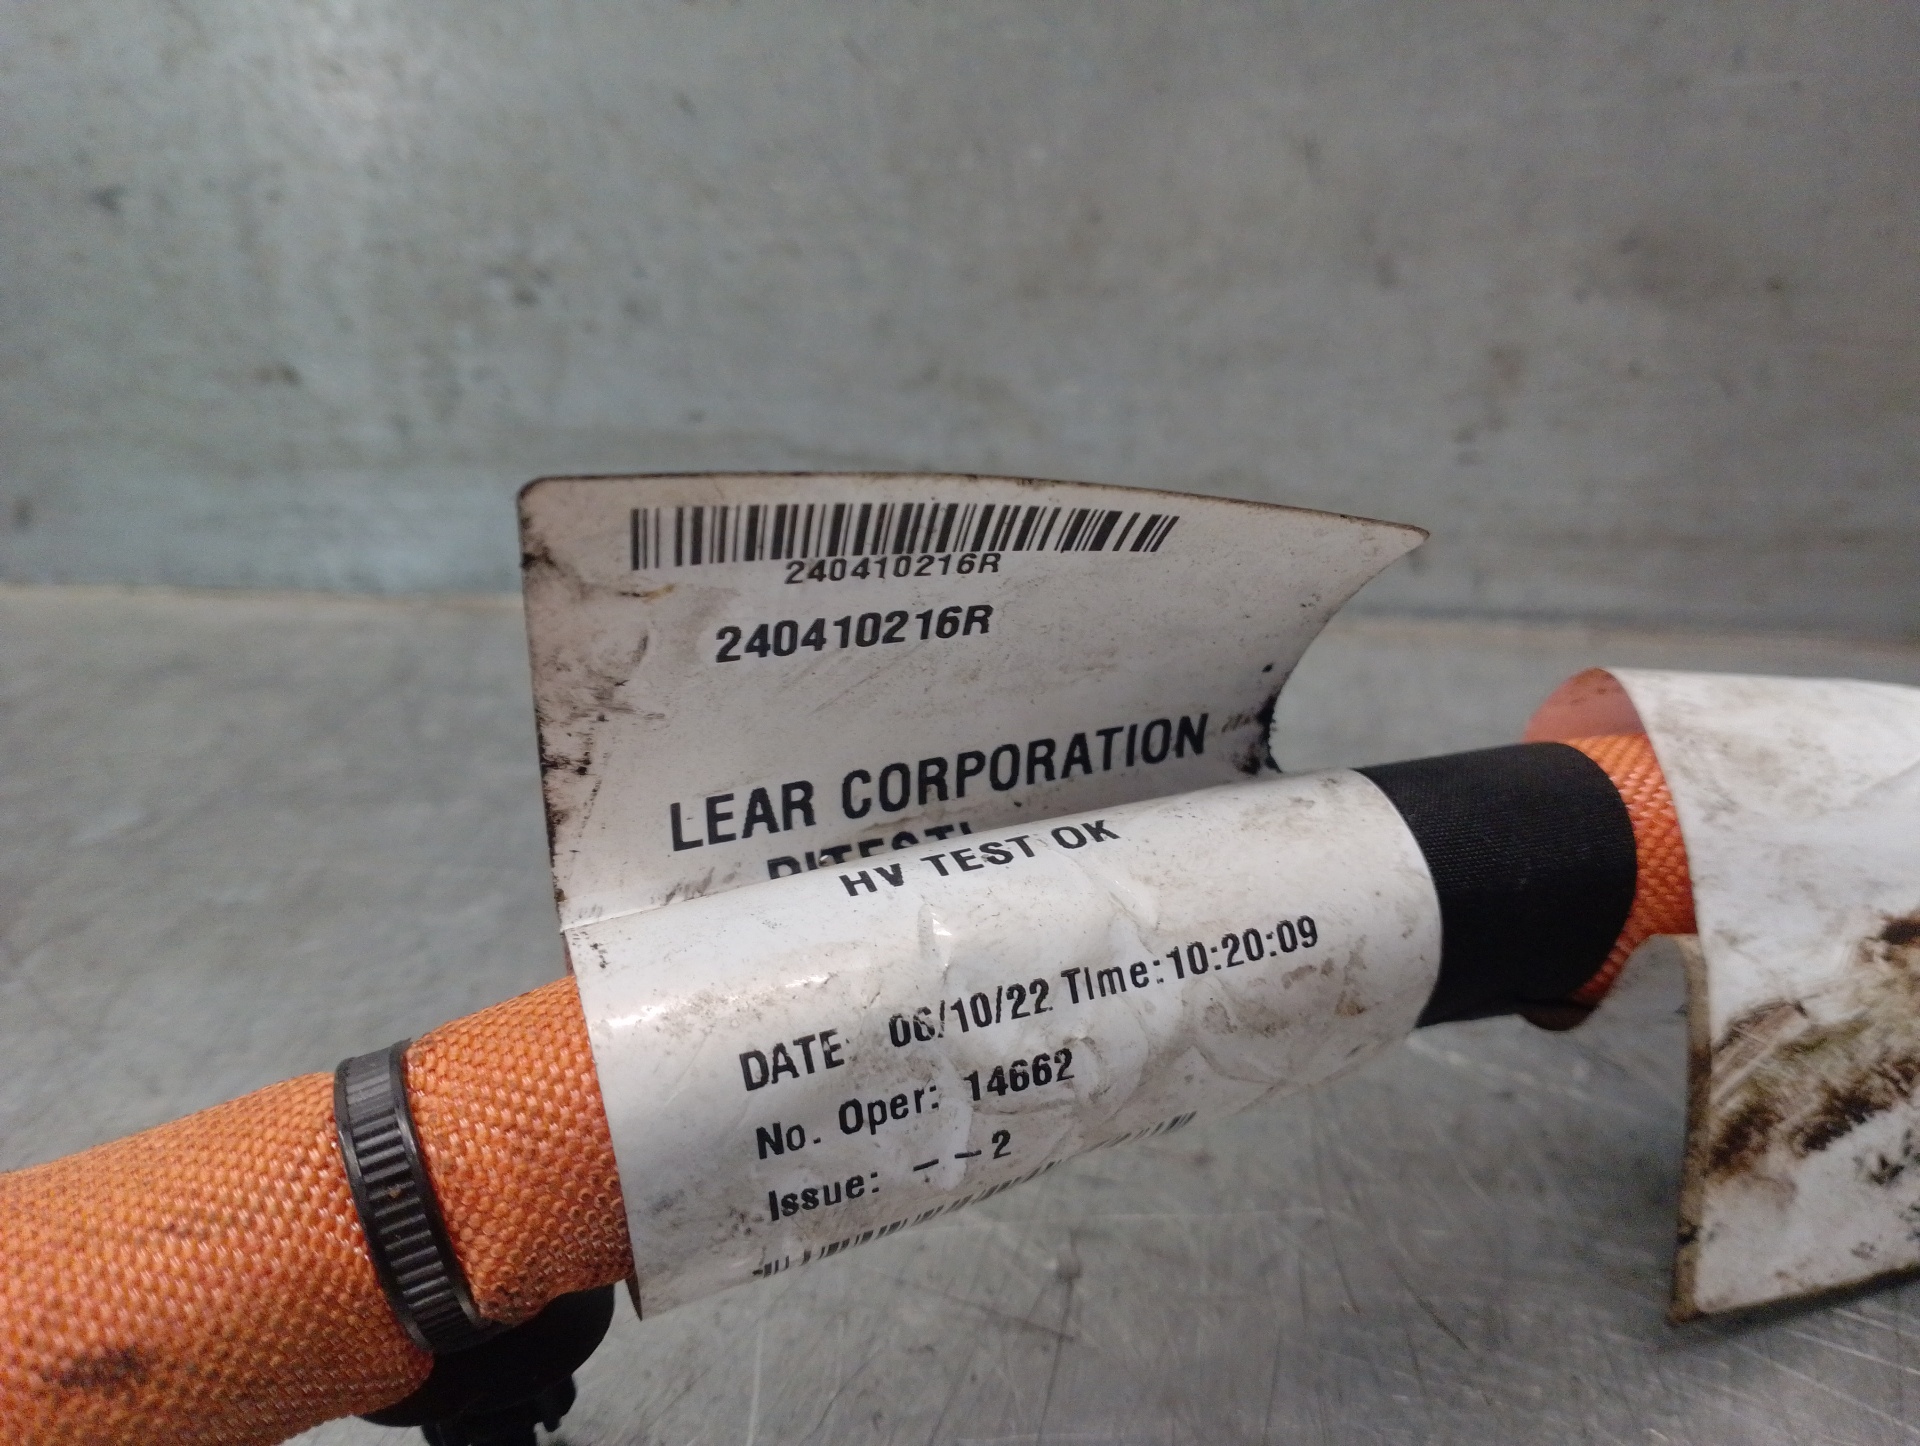 240410216R
240410216R
LEAR CORPORATION
PITESTI
HV TEST OK
DATE 06/10/22 Time:10:20:09
No. Oper: 14662
Issue: --2